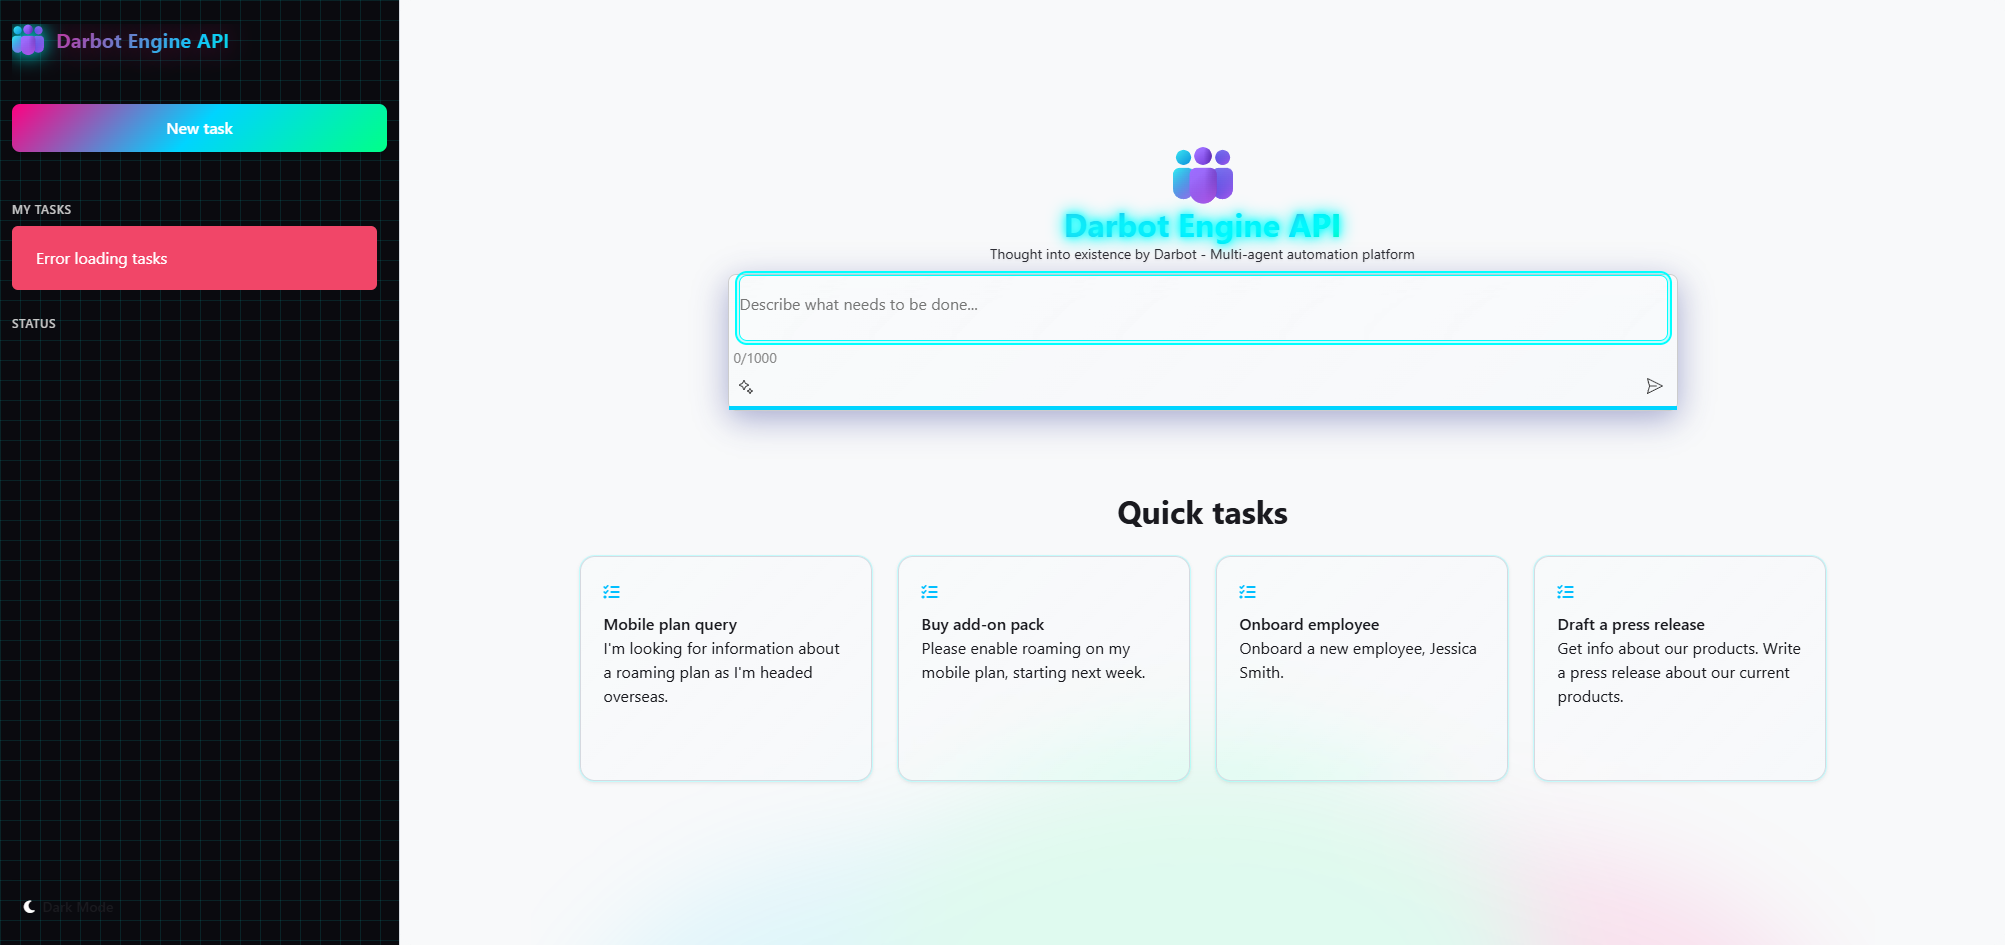 Darbot Engine API
New task
MY TASKS
Error loading tasks
STATUS
Dark Mode
Darbot Engine API
Thought into existence by Darbot - Multi-agent automation platform
Describe what needs to be done...
0/1000
Quick tasks
Mobile plan query
I'm looking for information about
a roaming plan as I'm headed
overseas.
Buy add-on pack
Please enable roaming on my
mobile plan, starting next week.
Onboard employee
Onboard a new employee, Jessica
Smith.
Draft a press release
Get info about our products. Write
a press release about our current
products.